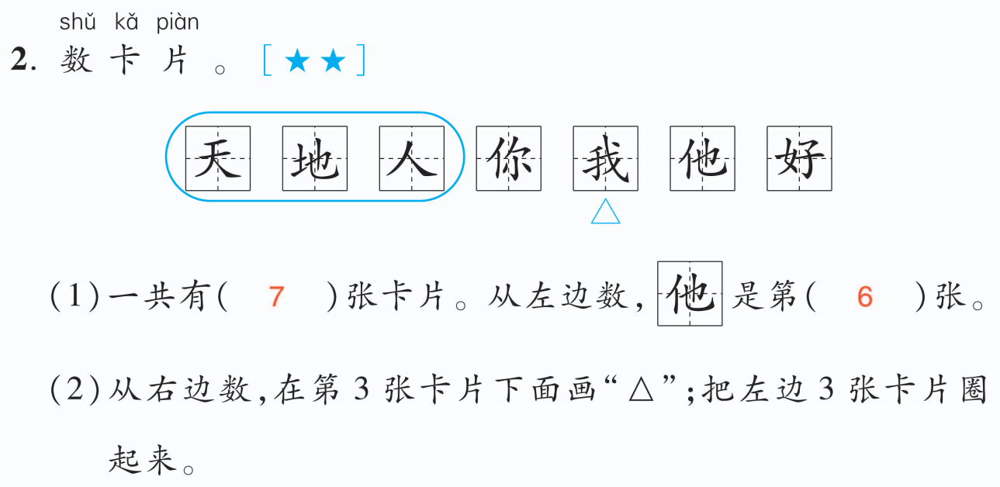 shǔ kǎ piàn
2. 数卡片。[★★]
天 地 人 你 我 他 好
(1)一共有( 7 )张卡片。从左边数,他是第( 6 )张。
(2)从右边数,在第3张卡片下面画“△”;把左边3张卡片圈
起来。